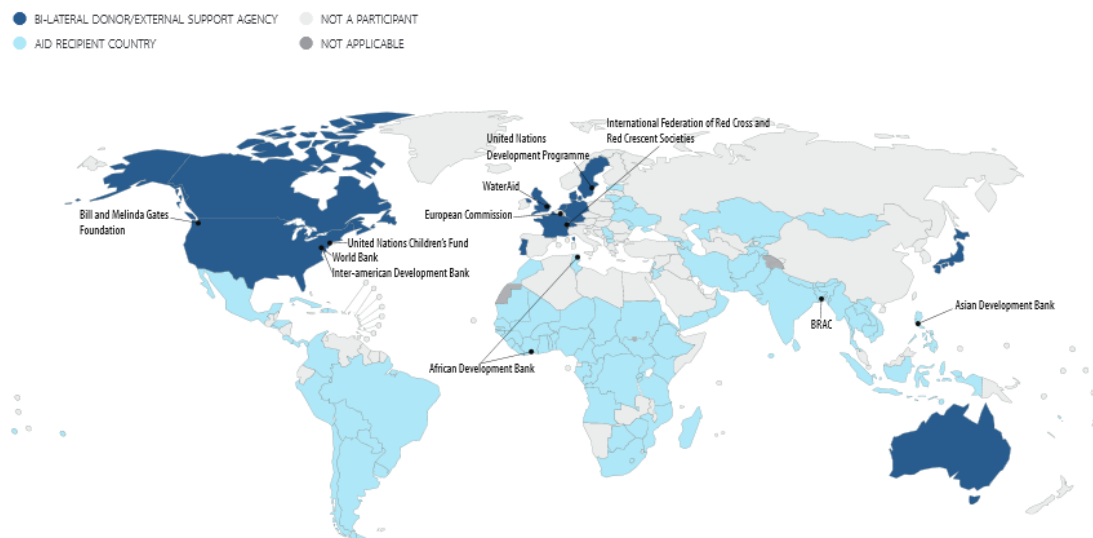 BI-LATERAL DONOR/EXTERNAL SUPPORT AGENCY
NOT A PARTICIPANT
AID RECIPIENT COUNTRY
NOT APPLICABLE
International Federation of Red Cross and
Red Crescent Societies
United Nations
Development Programme
WaterAid
European Commission
Bill and Melinda Gates
Foundation
United Nations Children's Fund
World Bank
Inter-american Development Bank
Asian Development Bank
BRAC
African Development Bank